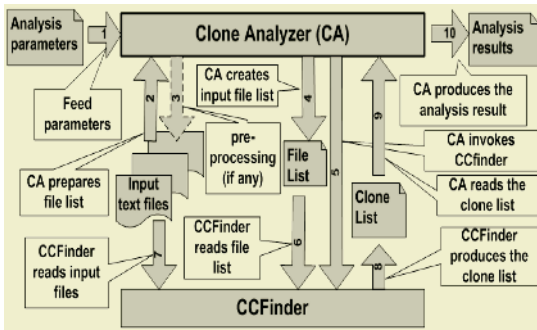 Analysis
parameters
1
Clone Analyzer (CA)
10
Analysis
results
Feed
parameters
2
3
CA creates
input file list
4
CA produces the
analysis result
pre-
processing
(if any)
File
List
5
9
CA invokes
CCfinder
CA prepares
file list
Input
text files
Clone
List
CA reads the
clone list
CCFinder
reads input
files
7
CCFinder
reads file
list
6
8
CCFinder
produces the
clone list
CCFinder